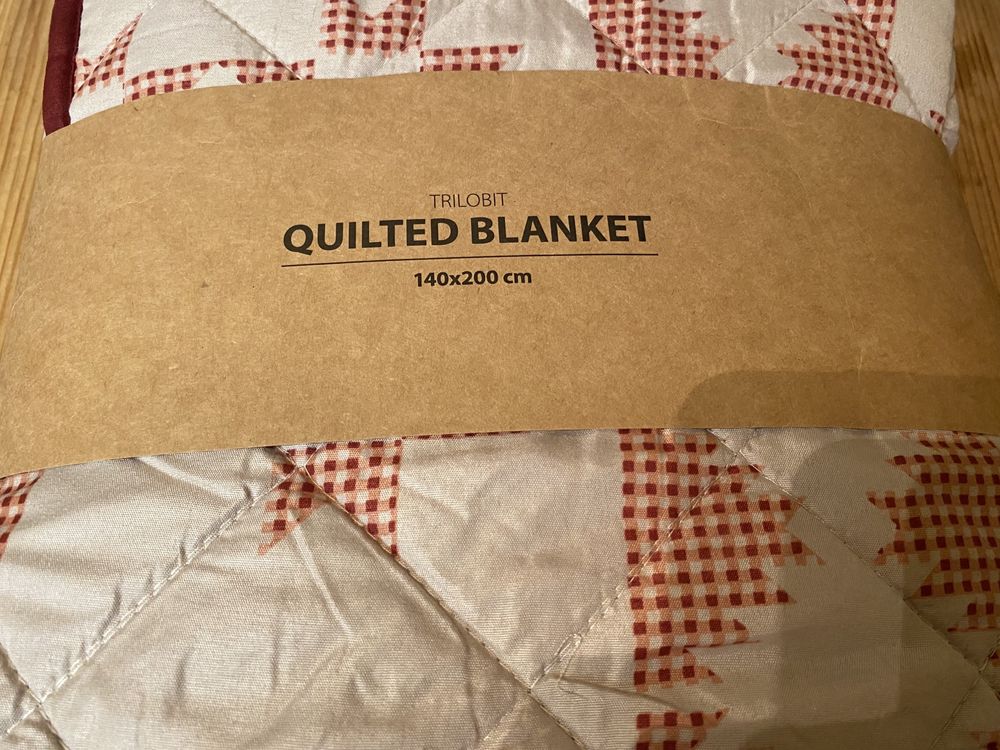 TRILOBIT
QUILTED BLANKET
140x200 cm